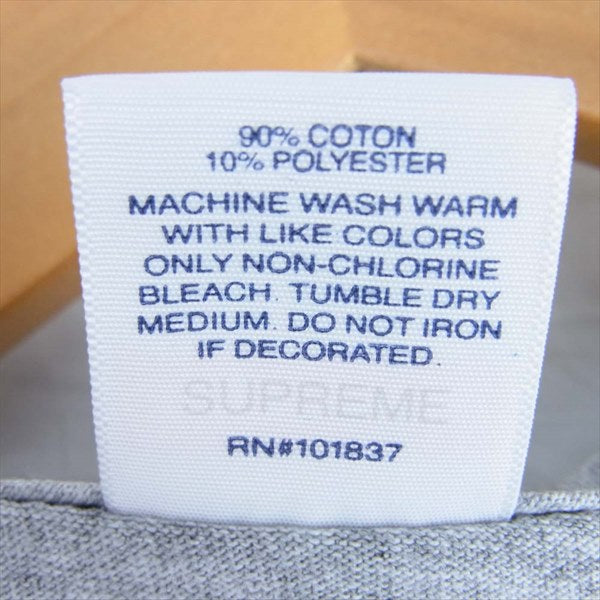 90% COTON
10% POLYESTER
MACHINE WASH WARM
WITH LIKE COLORS
ONLY NON-CHLORINE
BLEACH. TUMBLE DRY
MEDIUM. DO NOT IRON
IF DECORATED.
SUPREME
RN#101837